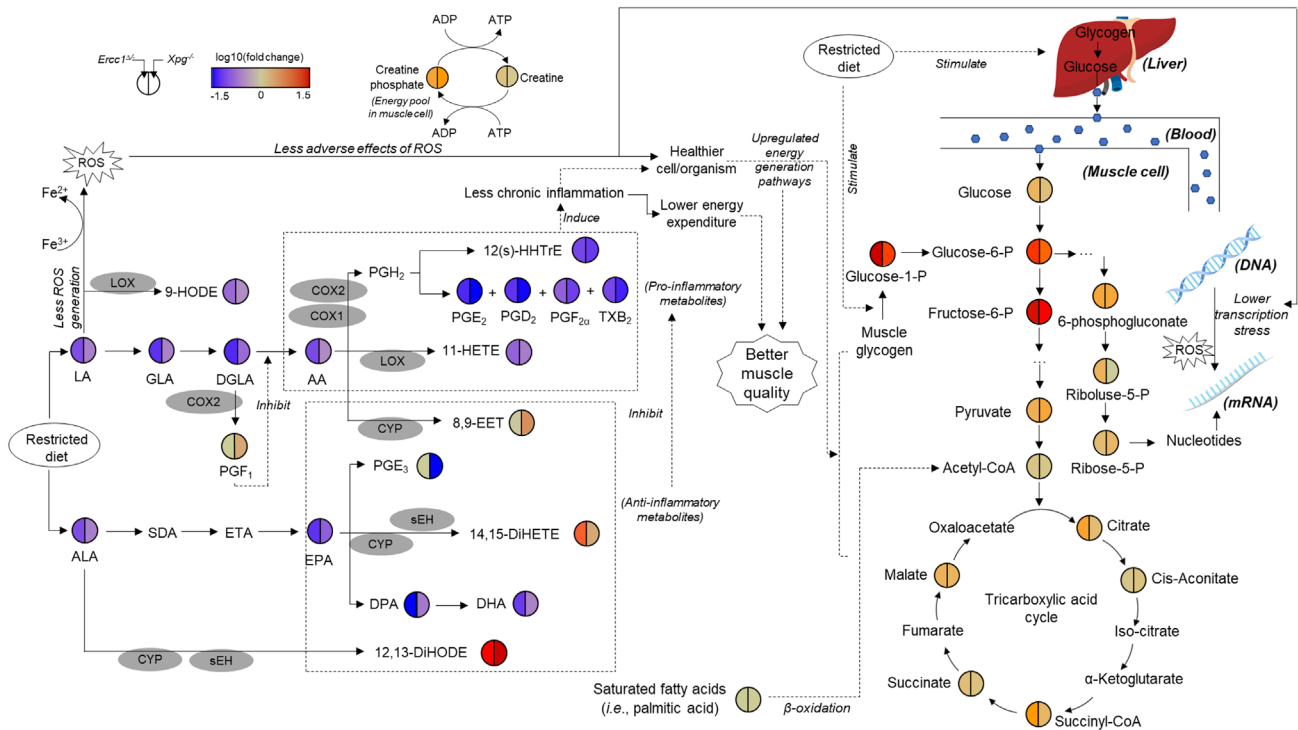 Ercc1Δ/-
Xpg-/-
log10(fold change)
-1.5
0
1.5
ADP
ATP
Creatine
phosphate
(Energy pool
in muscle cell)
Creatine
ADP
ATP
Restricted
diet
Stimulate
Glycogen
Glucose
(Liver)
(Blood)
(Muscle cell)
ROS
Less adverse effects of ROS
Healthier
cell/organism
Upregulated
energy
generation
pathways
Stimulate
Less chronic inflammation
Induce
Lower energy
expenditure
Fe2+
Fe3+
Less ROS
generation
LOX
9-HODE
LA
GLA
DGLA
AA
COX2
PGF1
Inhibit
COX2
COX1
PGH2
12(s)-HHTrE
PGE2
+
PGD2
+
PGF2α
+
TXB2
LOX
11-HETE
CYP
8,9-EET
(Pro-inflammatory
metabolites)
Inhibit
(Anti-inflammatory
metabolites)
Better
muscle
quality
Restricted
diet
ALA
SDA
ETA
EPA
PGE3
sEH
CYP
14,15-DiHETE
DPA
DHA
CYP
sEH
12,13-DiHODE
Saturated fatty acids
(i.e., palmitic acid)
β-oxidation
Glucose
Glucose-1-P
Muscle
glycogen
Glucose-6-P
...
Fructose-6-P
...
6-phosphogluconate
Riboluse-5-P
Ribose-5-P
Nucleotides
(DNA)
Lower
transcription
stress
ROS
(mRNA)
Pyruvate
Acetyl-CoA
Oxaloacetate
Citrate
Cis-Aconitate
Iso-citrate
α-Ketoglutarate
Succinyl-CoA
Succinate
Fumarate
Malate
Tricarboxylic acid
cycle